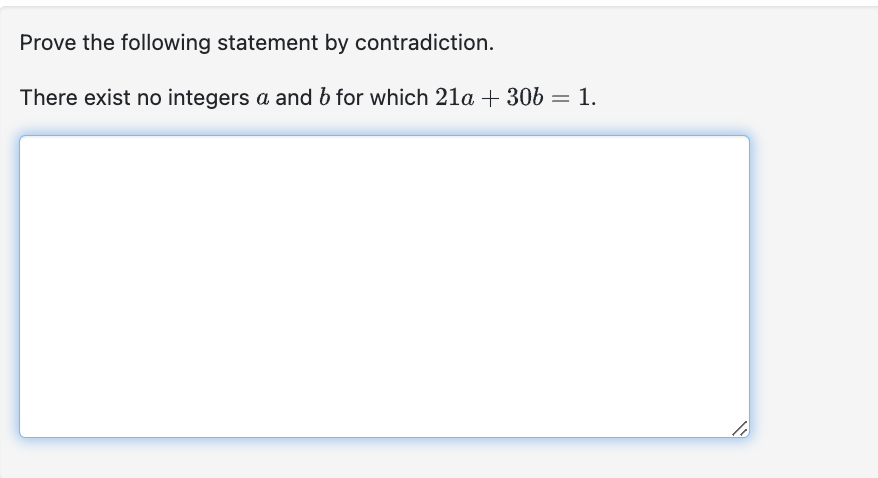 Prove the following statement by contradiction.
There exist no integers a and b for which 21a + 30b = 1.